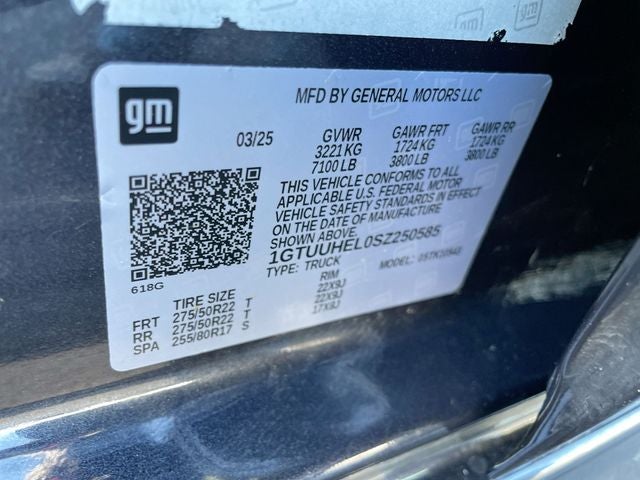 gm
gm
gm
MFD BY GENERAL MOTORS LLC
03/25 GVWR GAWR FRT GAWR RR
3221 KG 1724 KG 1724 KG
7100 LB 3800 LB 3800 LB
THIS VEHICLE CONFORMS TO ALL
APPLICABLE U.S. FEDERAL MOTOR
VEHICLE SAFETY STANDARDS IN EFFECT
ON THE DATE OF MANUFACTURE
SHOWN ABOVE.
1GTUUHEL0SZ250585
TYPE: TRUCK MODEL:
618G
TIRE SIZE RIM
FRT 275/50R22 T 22X9J
RR 275/50R22 T 22X9J
SPA 255/80R17 S 17X8J